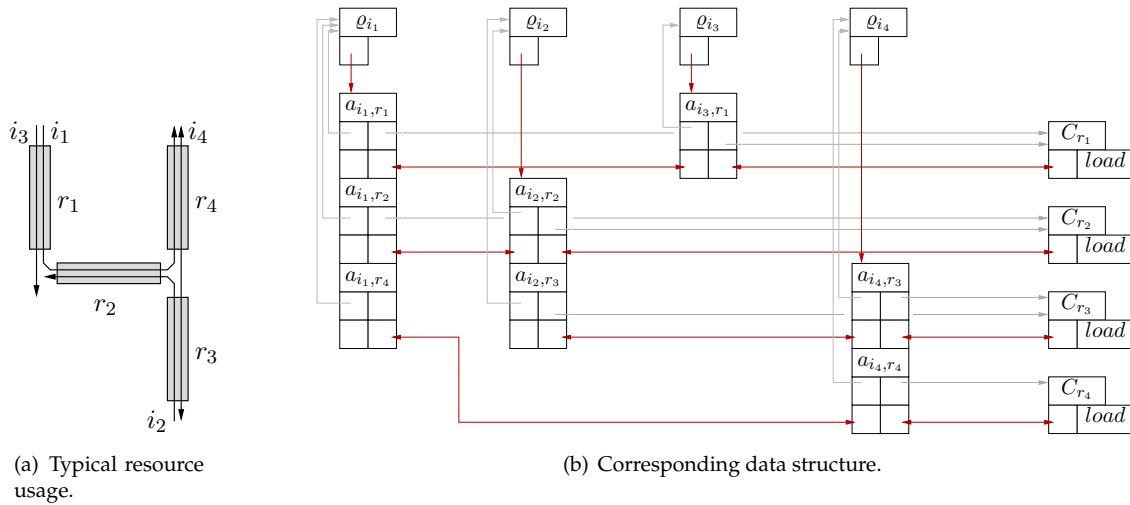 ϱi1 ϱi2 ϱi3 ϱi4
ai1,r1 ai3,r1
i3 i1 i4
Cr1
load
r1 r4
ai1,r2 ai2,r2
Cr2
load
r2
ai1,r4 ai2,r3 ai4,r3
Cr3
load
r3
ai4,r4
Cr4
load
i2
(a) Typical resource
usage.
(b) Corresponding data structure.